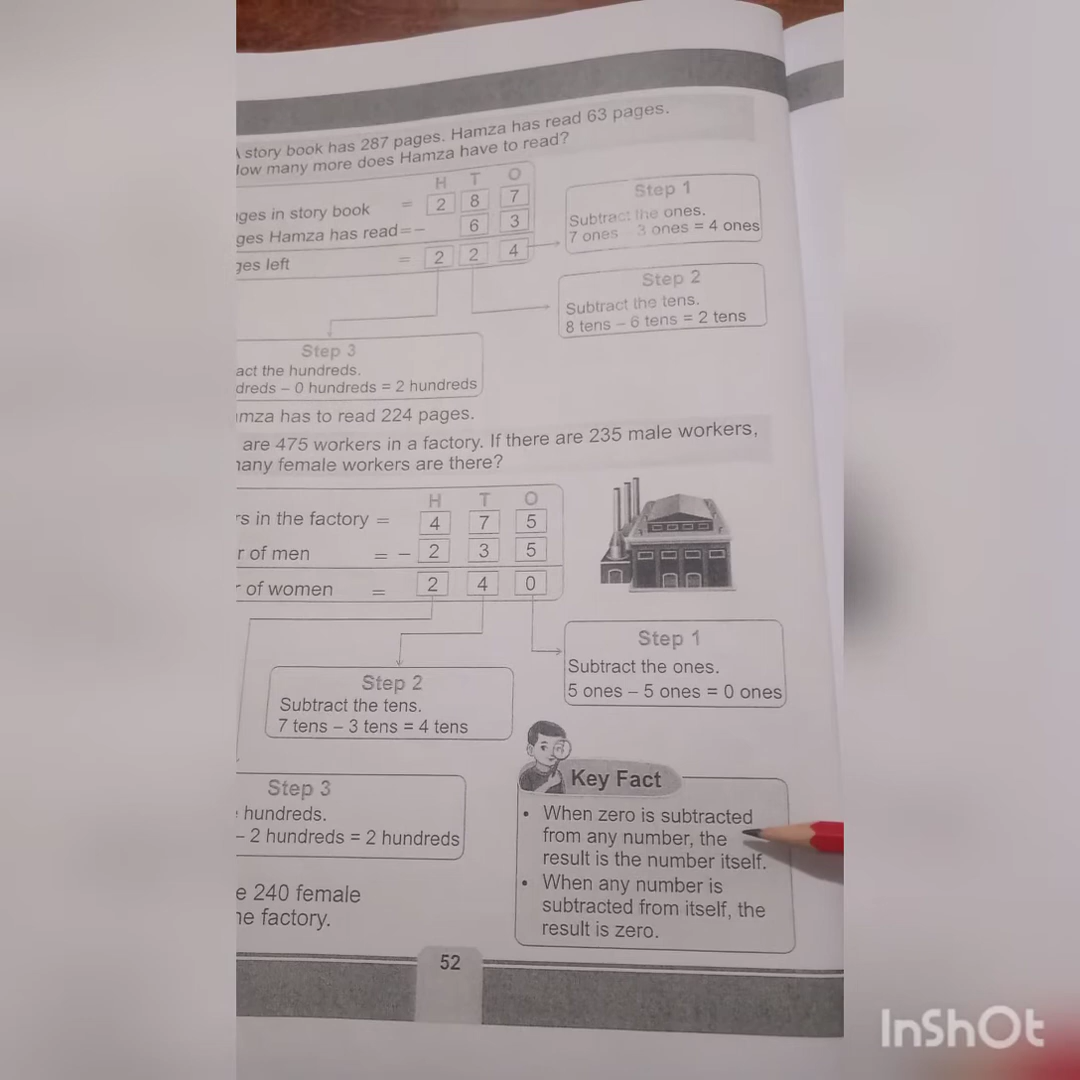 story book has 287 pages. Hamza has read 63 pages.
How many more does Hamza have to read?
H T O
ges in story book = 2 8 7
ges Hamza has read = - 6 3
ges left = 2 2 4
Step 1
Subtract the ones.
7 ones 3 ones = 4 ones
Step 2
Subtract the tens.
8 tens – 6 tens = 2 tens
Step 3
act the hundreds.
dreds – 0 hundreds = 2 hundreds
mza has to read 224 pages.
are 475 workers in a factory. If there are 235 male workers,
many female workers are there?
H T O
rs in the factory = 4 7 5
r of men = – 2 3 5
of women = 2 4 0
Step 1
Subtract the ones.
5 ones – 5 ones = 0 ones
Step 2
Subtract the tens.
7 tens – 3 tens = 4 tens
Step 3
hundreds.
– 2 hundreds = 2 hundreds
e 240 female
he factory.
Key Fact
• When zero is subtracted
from any number, the
result is the number itself.
• When any number is
subtracted from itself, the
result is zero.
52
InShOt